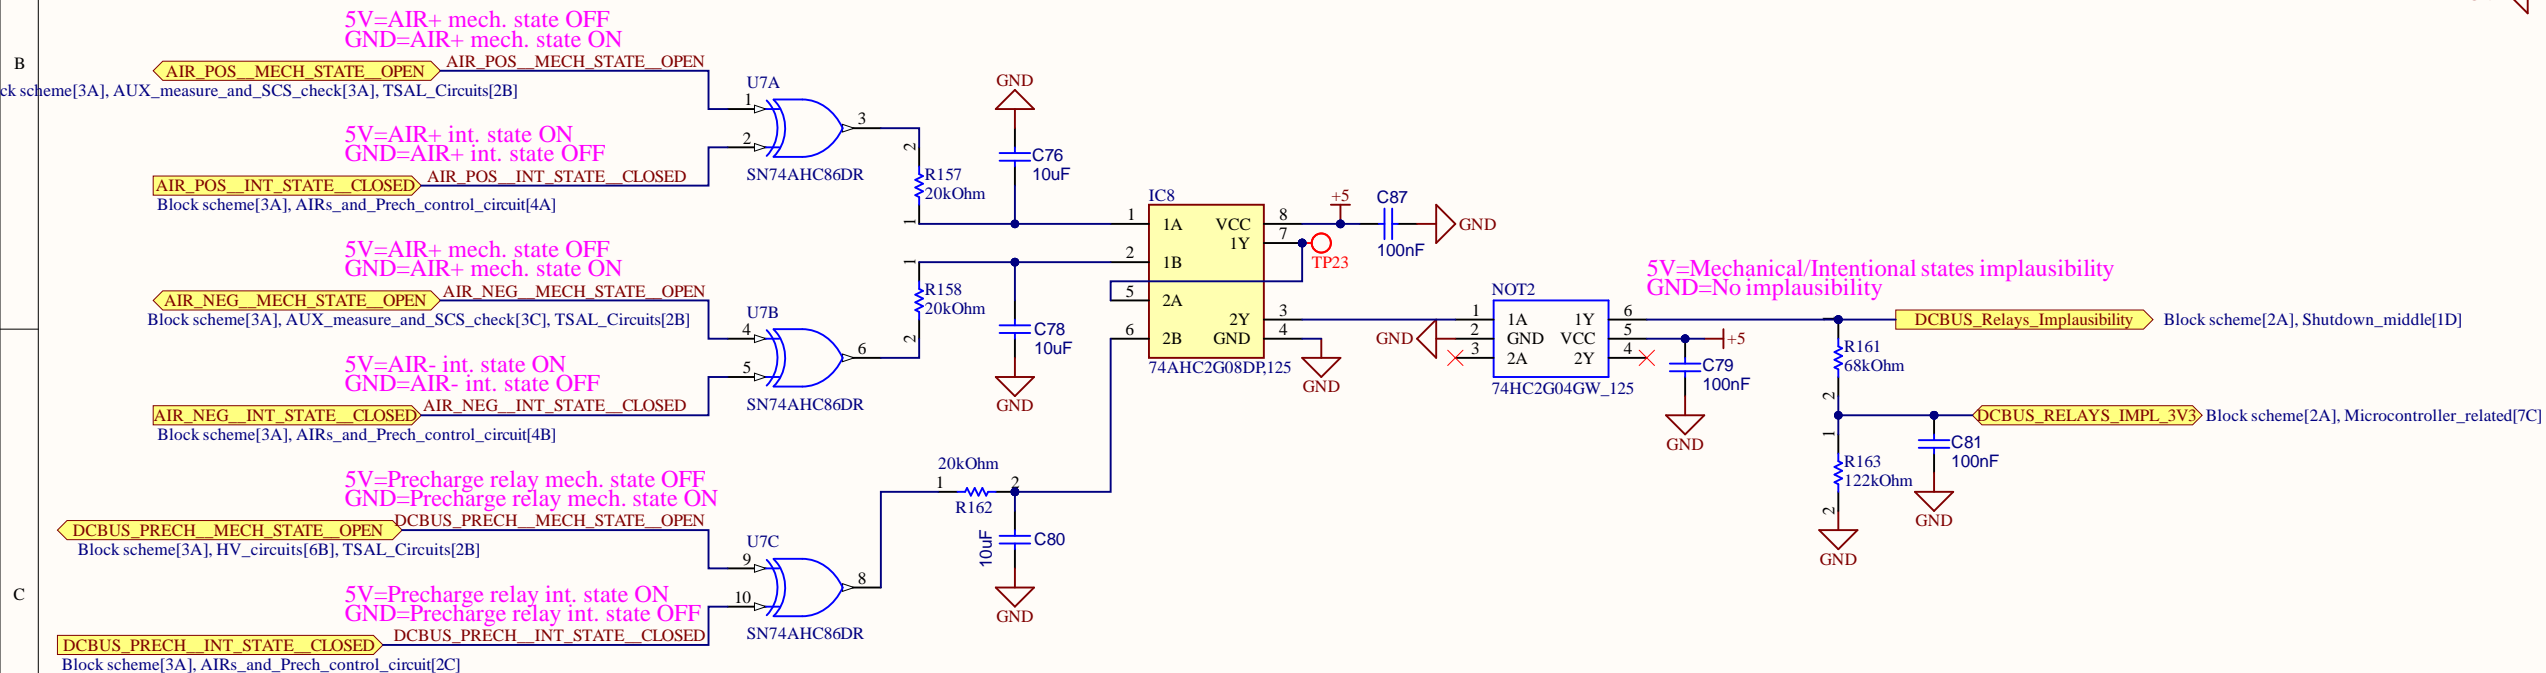 B
5V=AIR+ mech. state OFF
GND=AIR+ mech. state ON
AIR_POS__MECH_STATE__OPEN
AIR_POS__MECH_STATE__OPEN
ck scheme[3A], AUX_measure_and_SCS_check[3A], TSAL_Circuits[2B]
5V=AIR+ int. state ON
GND=AIR+ int. state OFF
AIR_POS__INT_STATE__CLOSED
AIR_POS__INT_STATE__CLOSED
Block scheme[3A], AIRs_and_Prech_control_circuit[4A]
U7A
1
2
3
SN74AHC86DR
2
R157
20kOhm
1
GND
C76
10uF
5V=AIR+ mech. state OFF
GND=AIR+ mech. state ON
AIR_NEG__MECH_STATE__OPEN
AIR_NEG__MECH_STATE__OPEN
Block scheme[3A], AUX_measure_and_SCS_check[3C], TSAL_Circuits[2B]
5V=AIR- int. state ON
GND=AIR- int. state OFF
AIR_NEG__INT_STATE__CLOSED
AIR_NEG__INT_STATE__CLOSED
Block scheme[3A], AIRs_and_Prech_control_circuit[4B]
U7B
4
5
6
SN74AHC86DR
1
R158
20kOhm
2
C78
10uF
GND
5V=Precharge relay mech. state OFF
GND=Precharge relay mech. state ON
DCBUS_PRECH__MECH_STATE__OPEN
DCBUS_PRECH__MECH_STATE__OPEN
Block scheme[3A], HV_circuits[6B], TSAL_Circuits[2B]
C
5V=Precharge relay int. state ON
GND=Precharge relay int. state OFF
DCBUS_PRECH__INT_STATE__CLOSED
DCBUS_PRECH__INT_STATE__CLOSED
Block scheme[3A], AIRs_and_Prech_control_circuit[2C]
U7C
9
10
8
SN74AHC86DR
20kOhm
1
2
R162
10uF
C80
GND
IC8
1
1A
VCC
8
1Y
7
2
1B
5
2A
2Y
3
6
2B
GND
4
74AHC2G08DP,125
+5
C87
100nF
GND
TP23
GND
NOT2
1
1A
1Y
6
GND
2
GND
VCC
5
+5
3
2A
2Y
4
74HC2G04GW_125
C79
100nF
GND
5V=Mechanical/Intentional states implausibility
GND=No implausibility
DCBUS_Relays_Implausibility
Block scheme[2A], Shutdown_middle[1D]
R161
68kOhm
2
DCBUS_RELAYS_IMPL_3V3
Block scheme[2A], Microcontroller_related[7C]
1
R163
122kOhm
2
GND
C81
100nF
GND